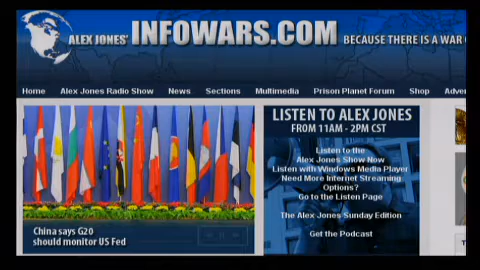 ALEX JONES' INFOWARS.COM BECAUSE THERE IS A WAR
Home Alex Jones Radio Show News Sections Multimedia Prison Planet Forum Shop
LISTEN TO ALEX JONES
FROM 11AM - 2PM CST
Listen to the
Alex Jones Show Now
Listen with Windows Media Player
Need More Internet Streaming
Options?
Go to the Listen Page
The Alex Jones Sunday Edition
Get the Podcast
China says G20
should monitor US Fed